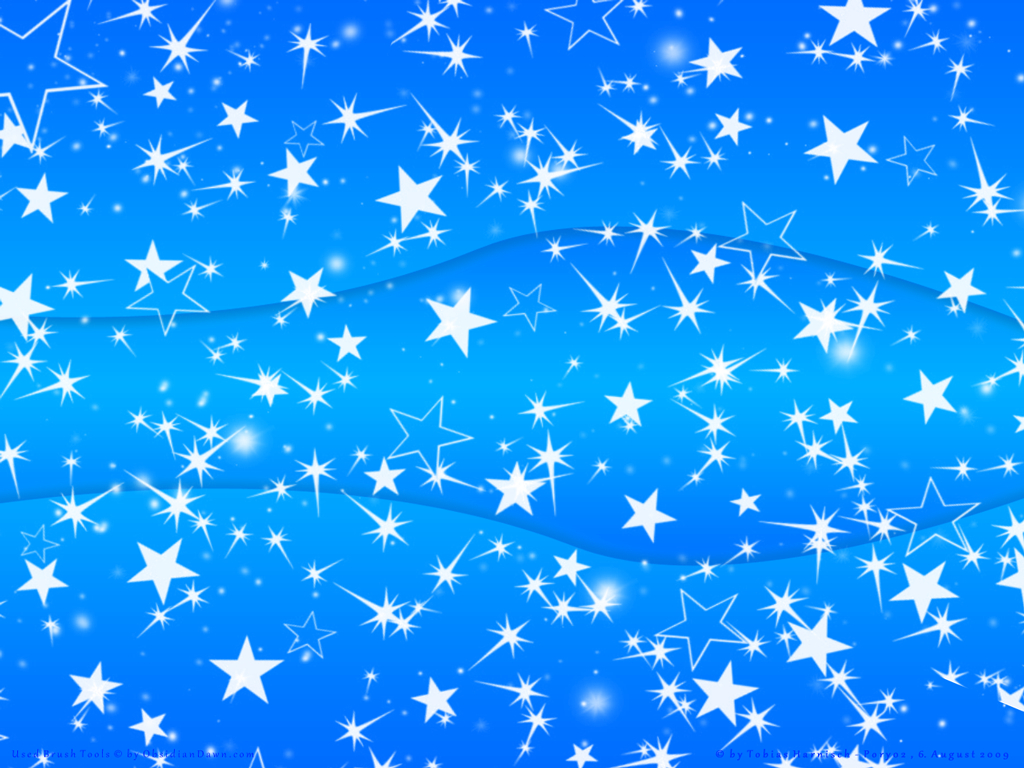 Used Brush Tools © by ObsidianDawn.com
© by Tobias - , 6. August 2009